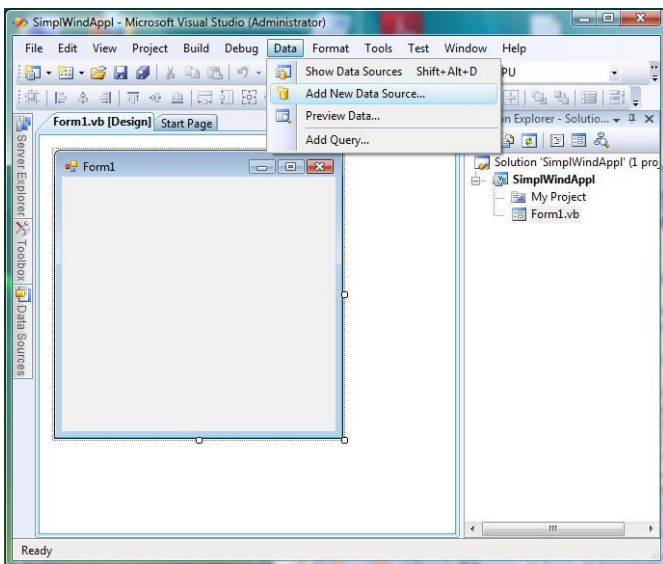 SimplWindAppl - Microsoft Visual Studio (Administrator)
File Edit View Project Build Debug Data Format Tools Test Window Help
Show Data Sources Shift+Alt+D
PU
Add New Data Source...
Form1.vb [Design] Start Page
Preview Data...
n Explorer - Solutio...
Add Query...
Form1
Solution 'SimplWindAppl' (1 pro
SimplWindAppl
My Project
Form1.vb
Server Explorer
Toolbox
Data Sources
Ready